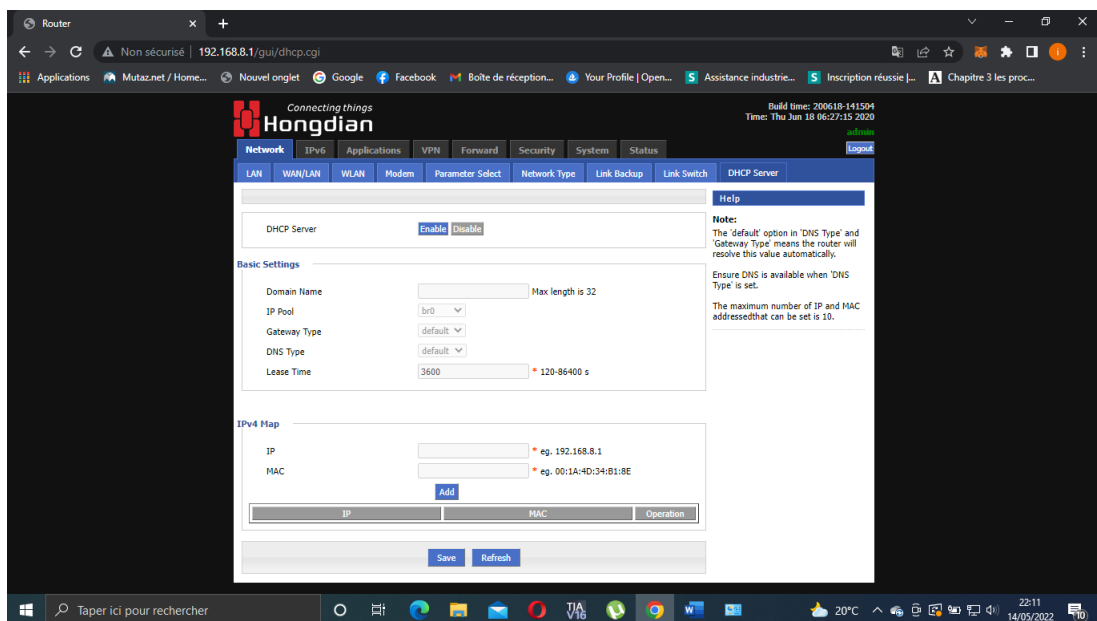 Router
Non sécurisé | 192.168.8.1/gui/dhcp.cgi
Applications Mutaz.net / Home... Nouvel onglet Google Facebook Boîte de réception... Your Profile | Open... Assistance industrie... Inscription réussie |... Chapitre 3 les proc...
Connecting things
Hongdian
Build time: 200618-141504
Time: Thu Jun 18 06:27:15 2020
admin
Logout
Network IPv6 Applications VPN Forward Security System Status
LAN WAN/LAN WLAN Modem Parameter Select Network Type Link Backup Link Switch DHCP Server
DHCP Server Enable Disable
Basic Settings
Domain Name Max length is 32
IP Pool br0
Gateway Type default
DNS Type default
Lease Time 3600 * 120-86400 s
IPv4 Map
IP * eg. 192.168.8.1
MAC * eg. 00:1A:4D:34:B1:8E
Add
IP MAC Operation
Save Refresh
Help
Note:
The 'default' option in 'DNS Type' and
'Gateway Type' means the router will
resolve this value automatically.
Ensure DNS is available when 'DNS
Type' is set.
The maximum number of IP and MAC
addressedthat can be set is 10.
Taper ici pour rechercher
TIA
V16
20°C
22:11
14/05/2022
10